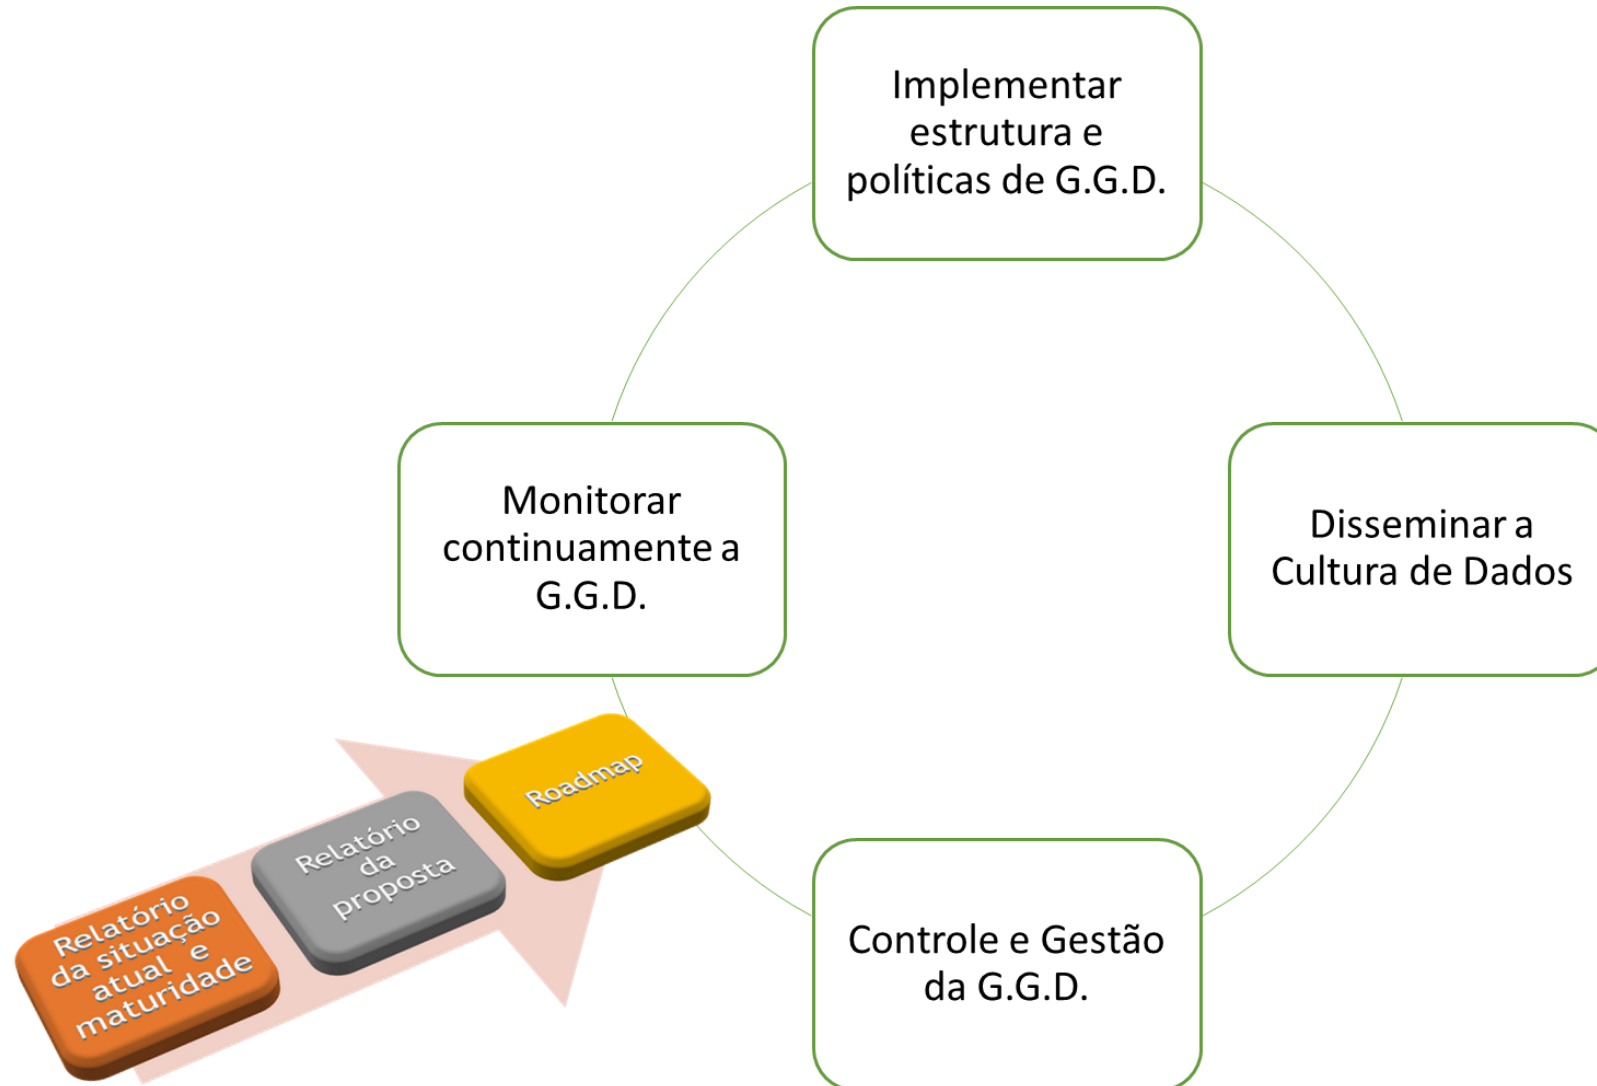 Implementar
estrutura e
políticas de G.G.D.
Monitorar
continuamente a
G.G.D.
Disseminar a
Cultura de Dados
Roadmap
Relatório
da
proposta
Relatório
da situação
atual e
maturidade
Controle e Gestão
da G.G.D.